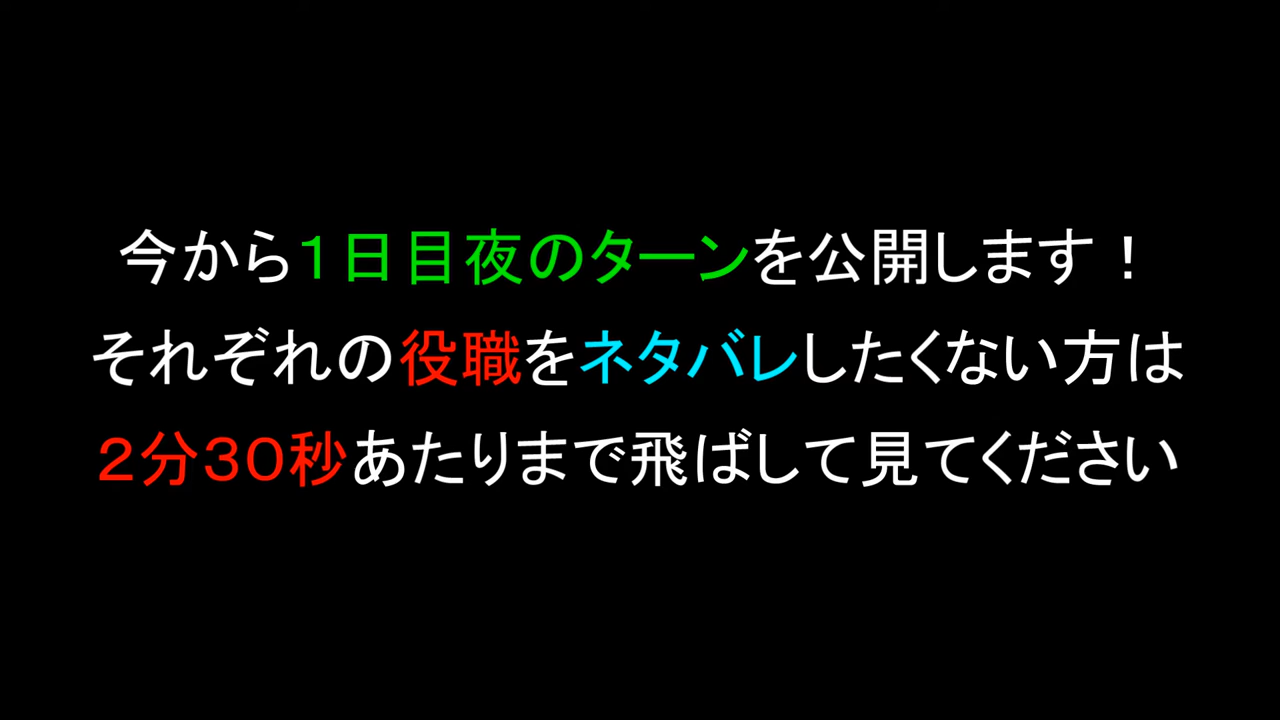 今から１日目夜のターンを公開します！
それぞれの役職をネタバレしたくない方は
２分３０秒あたりまで飛ばして見てください